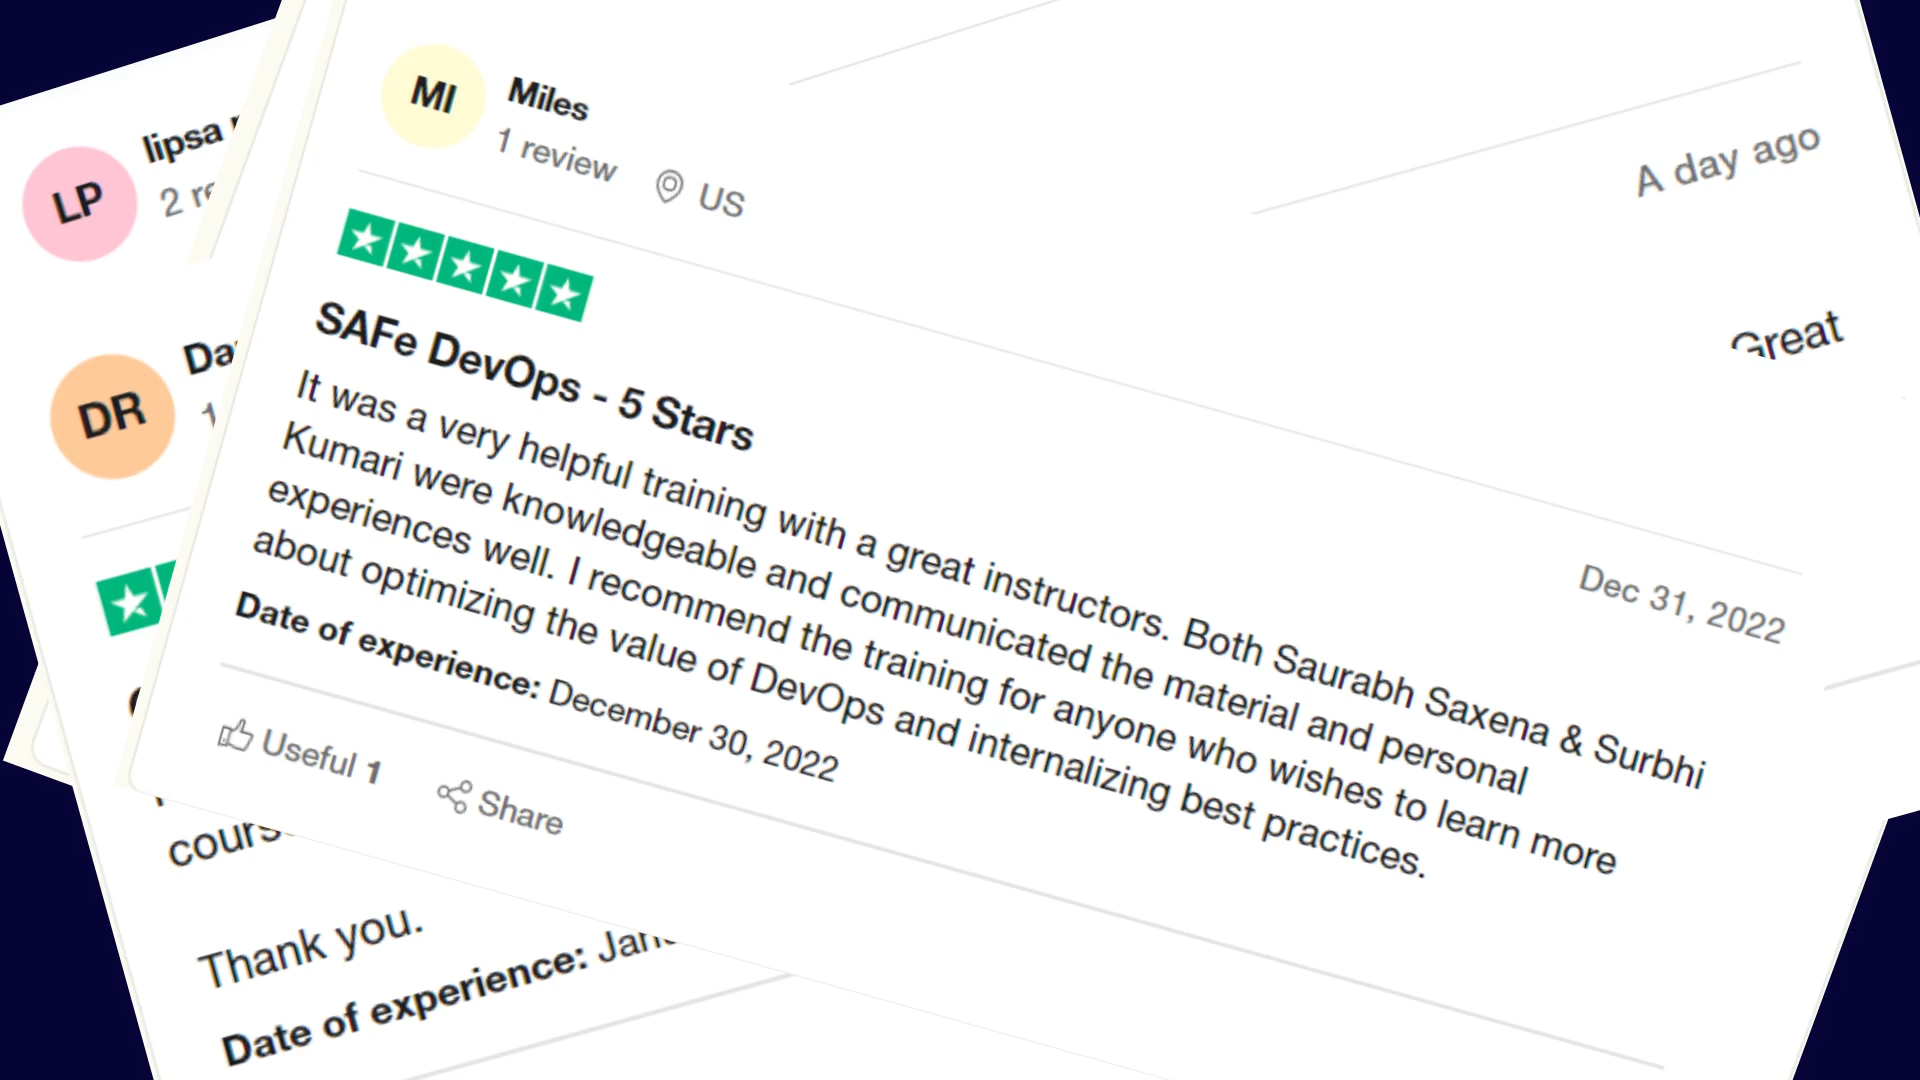 MI
Miles
1 review US
SAFe DevOps - 5 Stars
It was a very helpful training with a great instructors. Both Saurabh Saxena & Surbhi
Kumari were knowledgeable and communicated the material and personal
experiences well. I recommend the training for anyone who wishes to learn more
about optimizing the value of DevOps and internalizing best practices.
Date of experience: December 30, 2022
Dec 31, 2022
Useful 1 Share
LP
lipsa
2
DR
A day ago
Great
Thank you.
Date of experience: